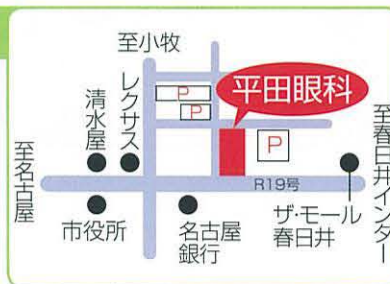 至小牧
レクサス
清水屋
P
P
平田眼科
P
至春日井インター
至名古屋
R19号
市役所
名古屋
銀行
ザ・モール
春日井